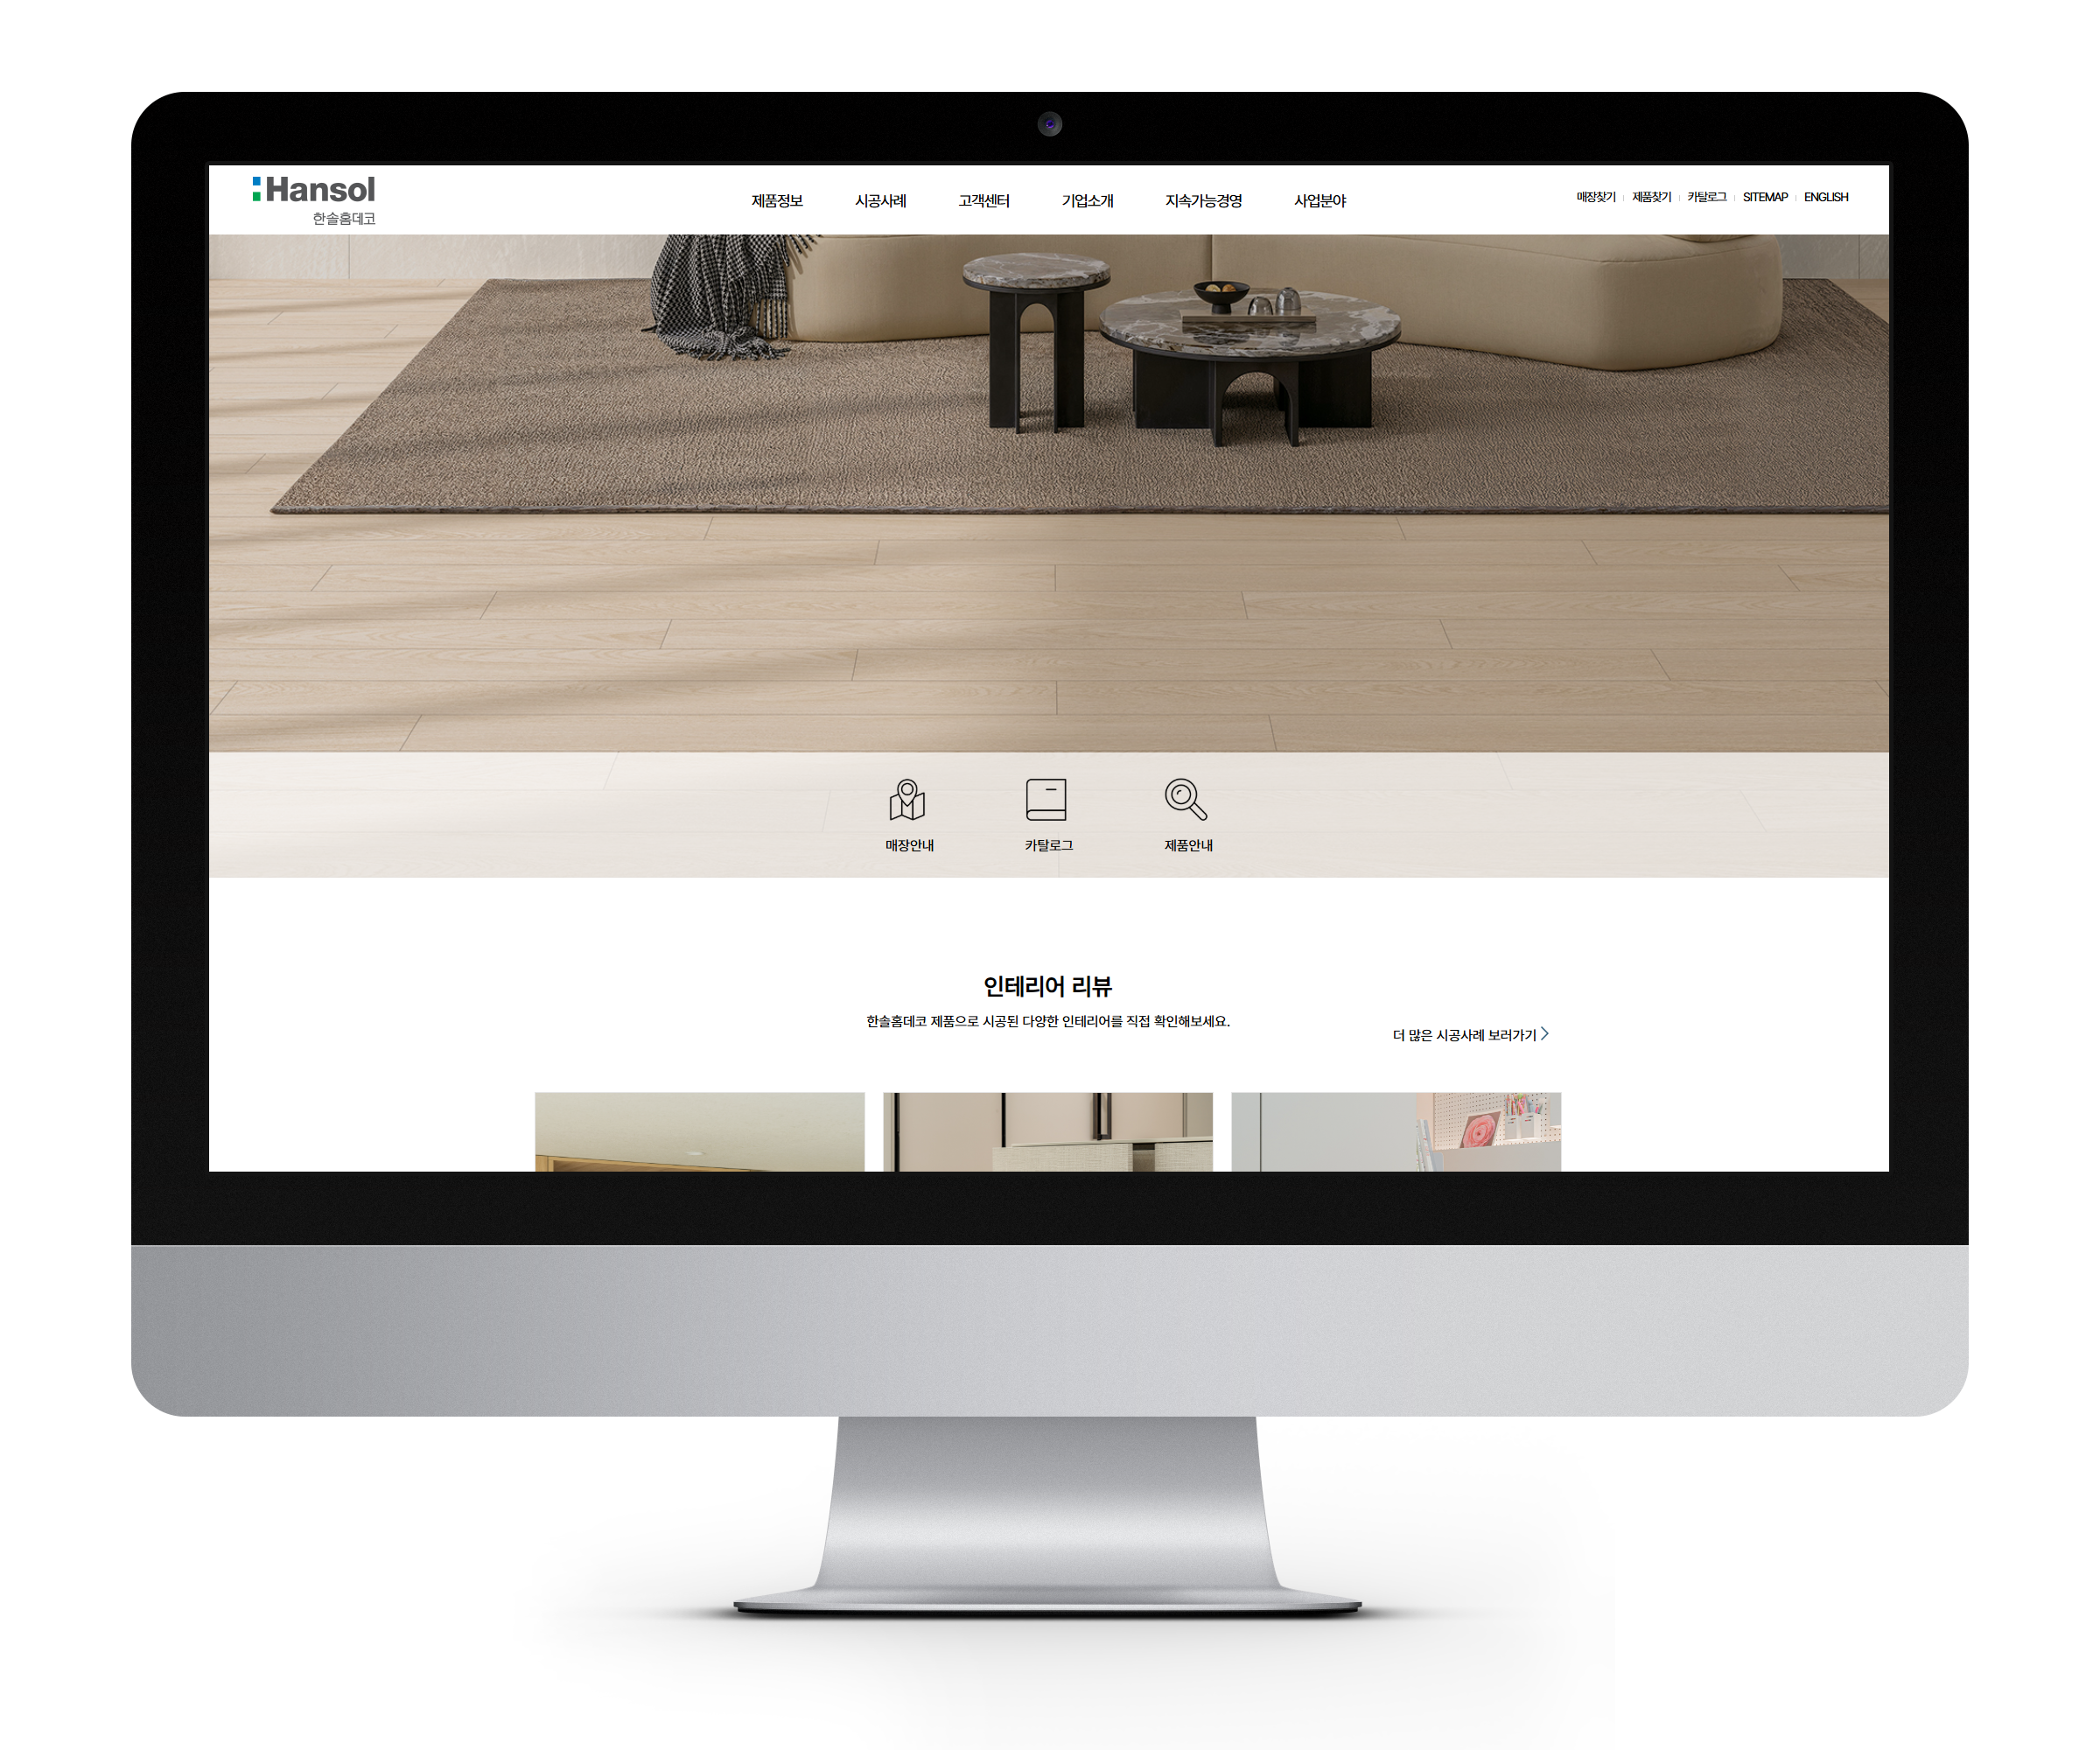 Hansol
한솔홈데코
제품정보 시공사례 고객센터 기업소개 지속가능경영 사업분야
매장찾기 제품찾기 카탈로그 SITEMAP ENGLISH
매장안내 카탈로그 제품안내
인테리어 리뷰
한솔홈데코 제품으로 시공된 다양한 인테리어를 직접 확인해보세요.
더 많은 시공사례 보러가기